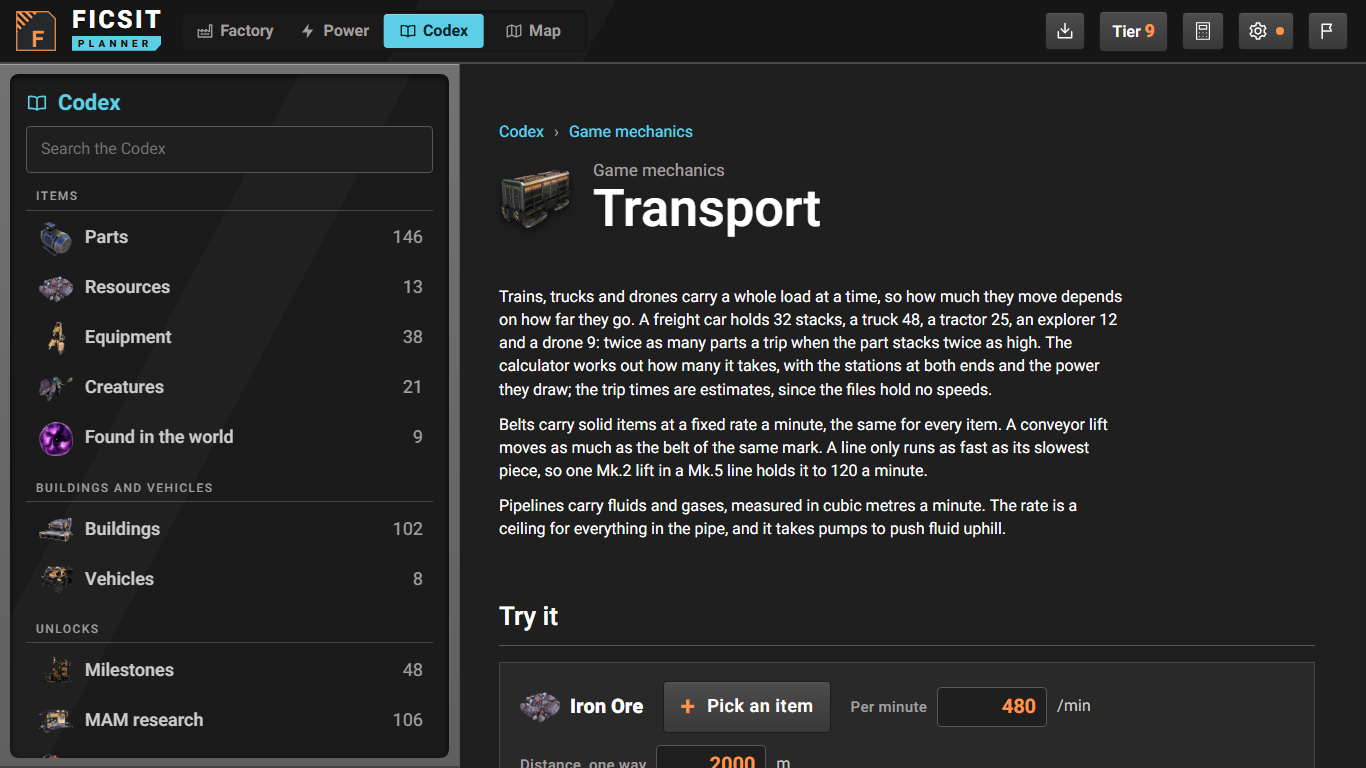 FICSIT
PLANNER
F
Factory
Power
Codex
Map
Tier 9
Codex
Search the Codex
ITEMS
Parts 146
Resources 13
Equipment 38
Creatures 21
Found in the world 9
BUILDINGS AND VEHICLES
Buildings 102
Vehicles 8
UNLOCKS
Milestones 48
MAM research 106
Codex › Game mechanics
Game mechanics
Transport
Trains, trucks and drones carry a whole load at a time, so how much they move depends
on how far they go. A freight car holds 32 stacks, a truck 48, a tractor 25, an explorer 12
and a drone 9: twice as many parts a trip when the part stacks twice as high. The
calculator works out how many it takes, with the stations at both ends and the power
they draw; the trip times are estimates, since the files hold no speeds.
Belts carry solid items at a fixed rate a minute, the same for every item. A conveyor lift
moves as much as the belt of the same mark. A line only runs as fast as its slowest
piece, so one Mk.2 lift in a Mk.5 line holds it to 120 a minute.
Pipelines carry fluids and gases, measured in cubic metres a minute. The rate is a
ceiling for everything in the pipe, and it takes pumps to push fluid uphill.
Try it
Iron Ore + Pick an item Per minute 480 /min
Distance, one way 2000 m